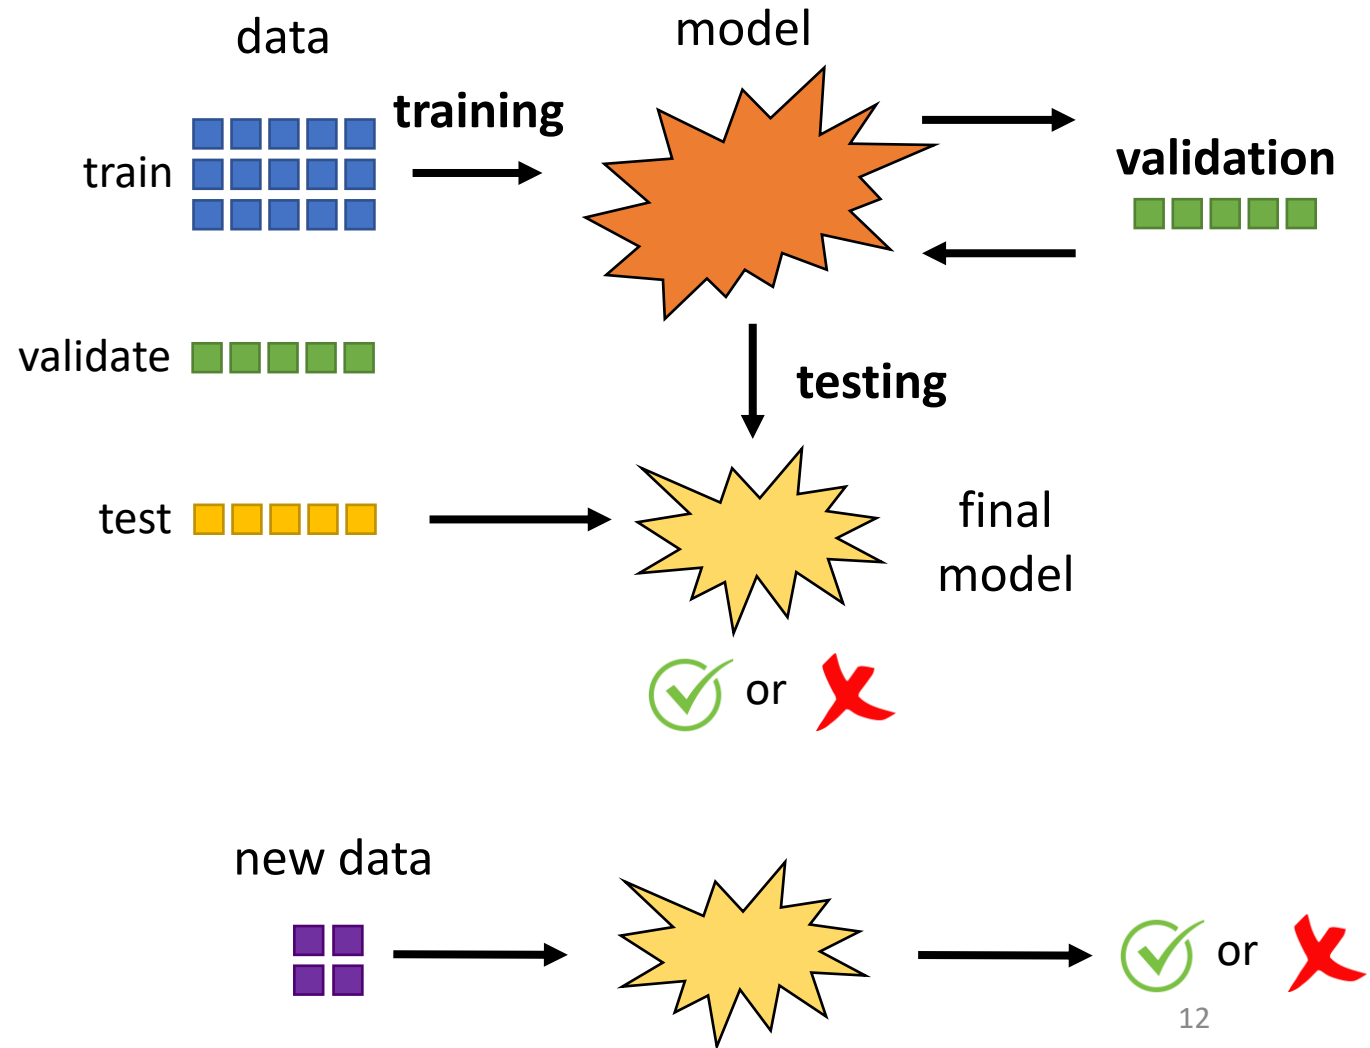 data
model
training
train
validation
validate
testing
test
final
model
or
new data
or
12